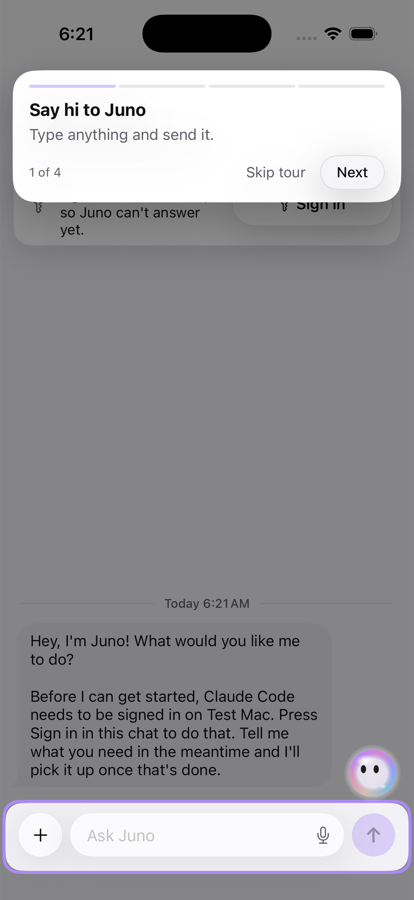 6:21
Say hi to Juno
Type anything and send it.
1 of 4
Skip tour
Next
so Juno can't answer
yet.
Sign in
Today 6:21 AM
Hey, I'm Juno! What would you like me
to do?
Before I can get started, Claude Code
needs to be signed in on Test Mac. Press
Sign in in this chat to do that. Tell me
what you need in the meantime and I'll
pick it up once that's done.
Ask Juno